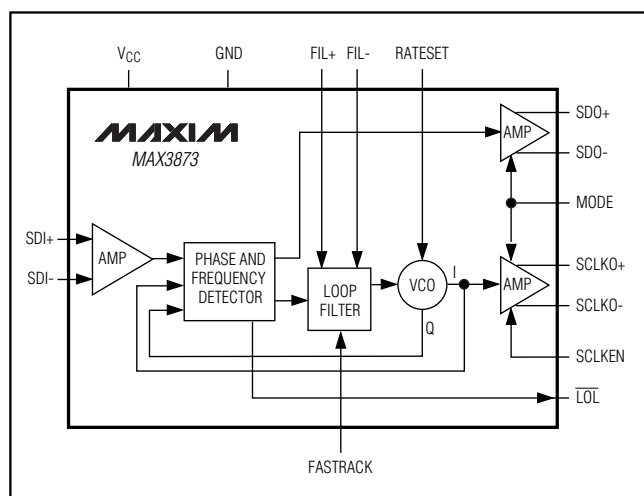 VCC
GND
FIL+
FIL-
RATESET
MAXIM
MAX3873
AMP
SDO+
SDO-
MODE
SDI+
SDI-
AMP
PHASE AND
FREQUENCY
DETECTOR
LOOP
FILTER
VCO
I
Q
AMP
SCLKO+
SCLKO-
SCLKEN
LOL
FASTRACK